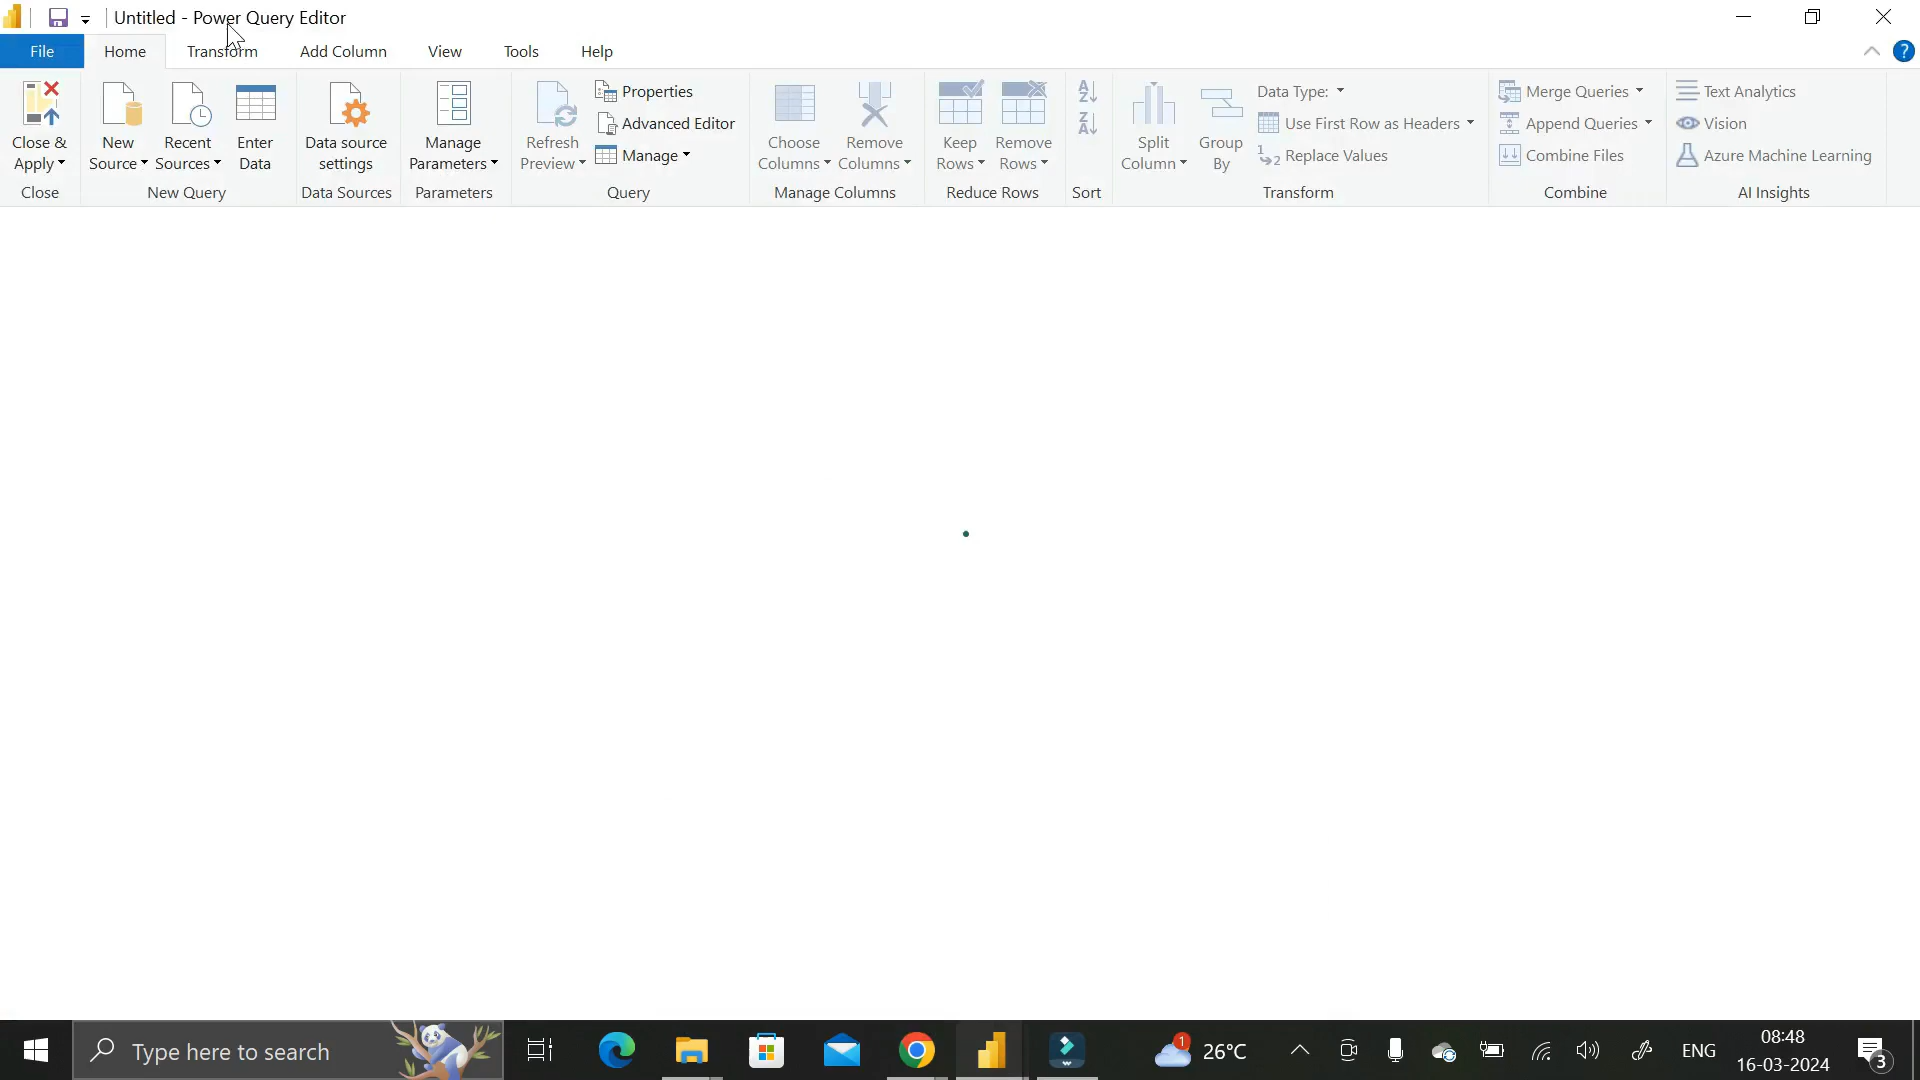 Untitled - Power Query Editor
File Home Transform Add Column View Tools Help
?
Close & Apply
New Source
Recent Sources
Enter Data
Data source settings
Manage Parameters
Refresh Preview
Properties
Advanced Editor
Manage
Choose Columns
Remove Columns
Keep Rows
Remove Rows
A Z
Z A
Split Column
Group By
Data Type:
Use First Row as Headers
1 2 Replace Values
Merge Queries
Append Queries
Combine Files
Text Analytics
Vision
Azure Machine Learning
Close New Query Data Sources Parameters Query Manage Columns Reduce Rows Sort Transform Combine AI Insights
Type here to search
1
26°C
ENG
08:48
16-03-2024
3